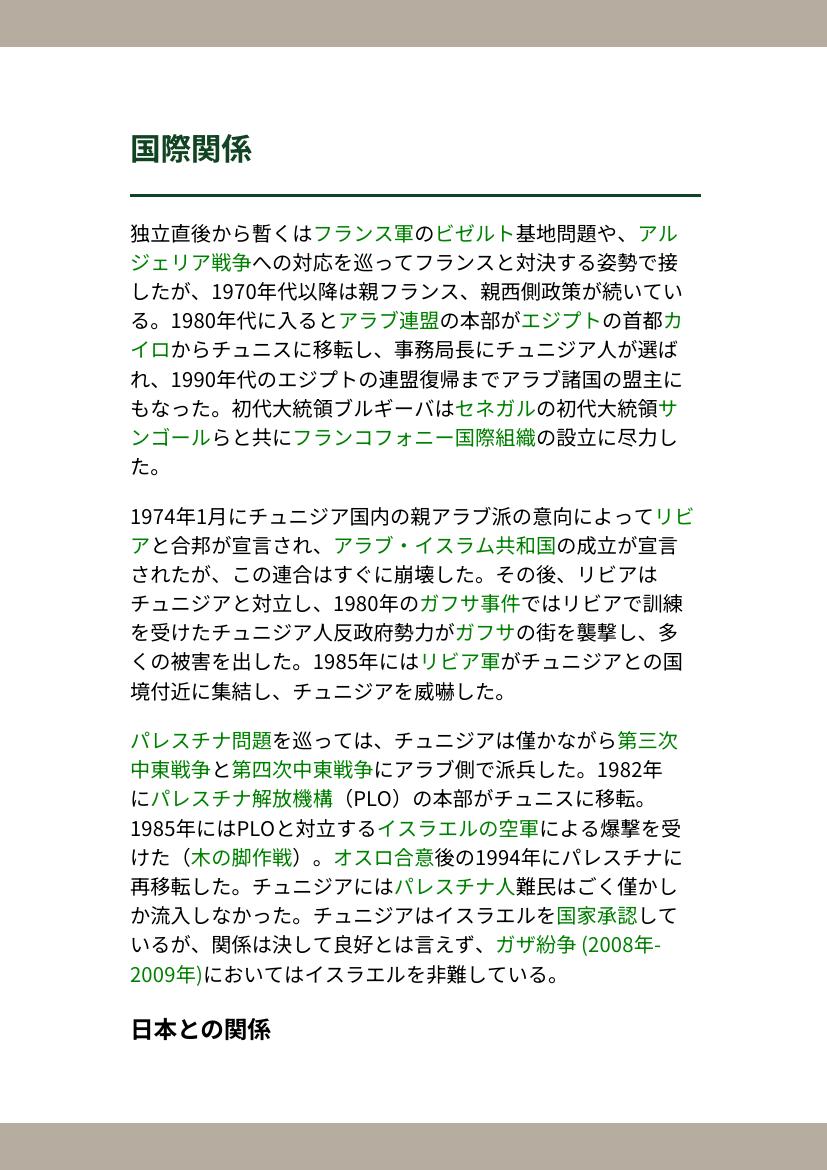 国際関係
独立直後から暫くはフランス軍のビゼルト基地問題や、アル
ジェリア戦争への対応を巡ってフランスと対決する姿勢で接
したが、1970年代以降は親フランス、親西側政策が続いてい
る。1980年代に入るとアラブ連盟の本部がエジプトの首都カ
イロからチュニスに移転し、事務局長にチュニジア人が選ば
れ、1990年代のエジプトの連盟復帰までアラブ諸国の盟主に
もなった。初代大統領ブルギーバはセネガルの初代大統領サ
ンゴールらと共にフランコフォニー国際組織の設立に尽力し
た。
1974年1月にチュニジア国内の親アラブ派の意向によってリビ
アと合邦が宣言され、アラブ・イスラム共和国の成立が宣言
されたが、この連合はすぐに崩壊した。その後、リビアは
チュニジアと対立し、1980年のガフサ事件ではリビアで訓練
を受けたチュニジア人反政府勢力がガフサの街を襲撃し、多
くの被害を出した。1985年にはリビア軍がチュニジアとの国
境付近に集結し、チュニジアを威嚇した。
パレスチナ問題を巡っては、チュニジアは僅かながら第三次
中東戦争と第四次中東戦争にアラブ側で派兵した。1982年
にパレスチナ解放機構（PLO）の本部がチュニスに移転。
1985年にはPLOと対立するイスラエルの空軍による爆撃を受
けた（木の脚作戦）。オスロ合意後の1994年にパレスチナに
再移転した。チュニジアにはパレスチナ人難民はごく僅かし
か流入しなかった。チュニジアはイスラエルを国家承認して
いるが、関係は決して良好とは言えず、ガザ紛争 (2008年-
2009年)においてはイスラエルを非難している。
日本との関係